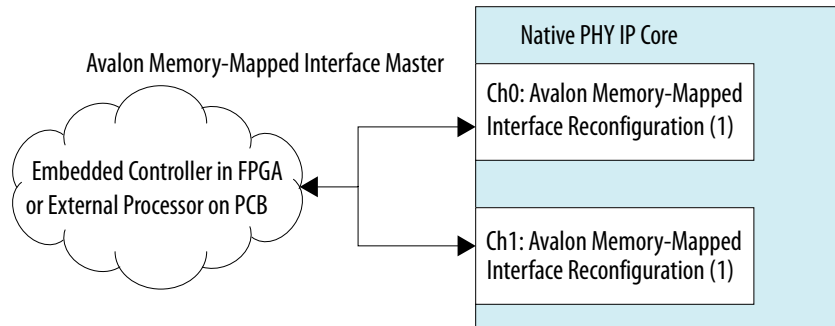 Native PHY IP Core
Avalon Memory-Mapped Interface Master
Ch0: Avalon Memory-Mapped
Interface Reconfiguration (1)
Embedded Controller in FPGA
or External Processor on PCB
Ch1: Avalon Memory-Mapped
Interface Reconfiguration (1)